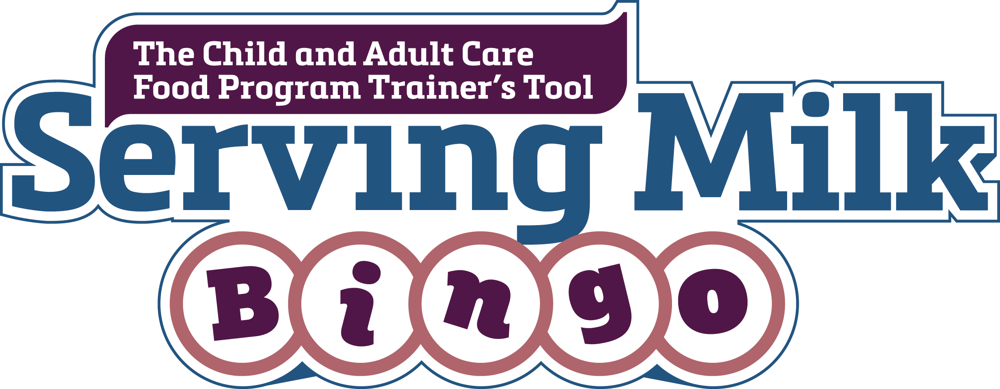 The Child and Adult Care
Food Program Trainer’s Tool
Serving Milk
Bingo